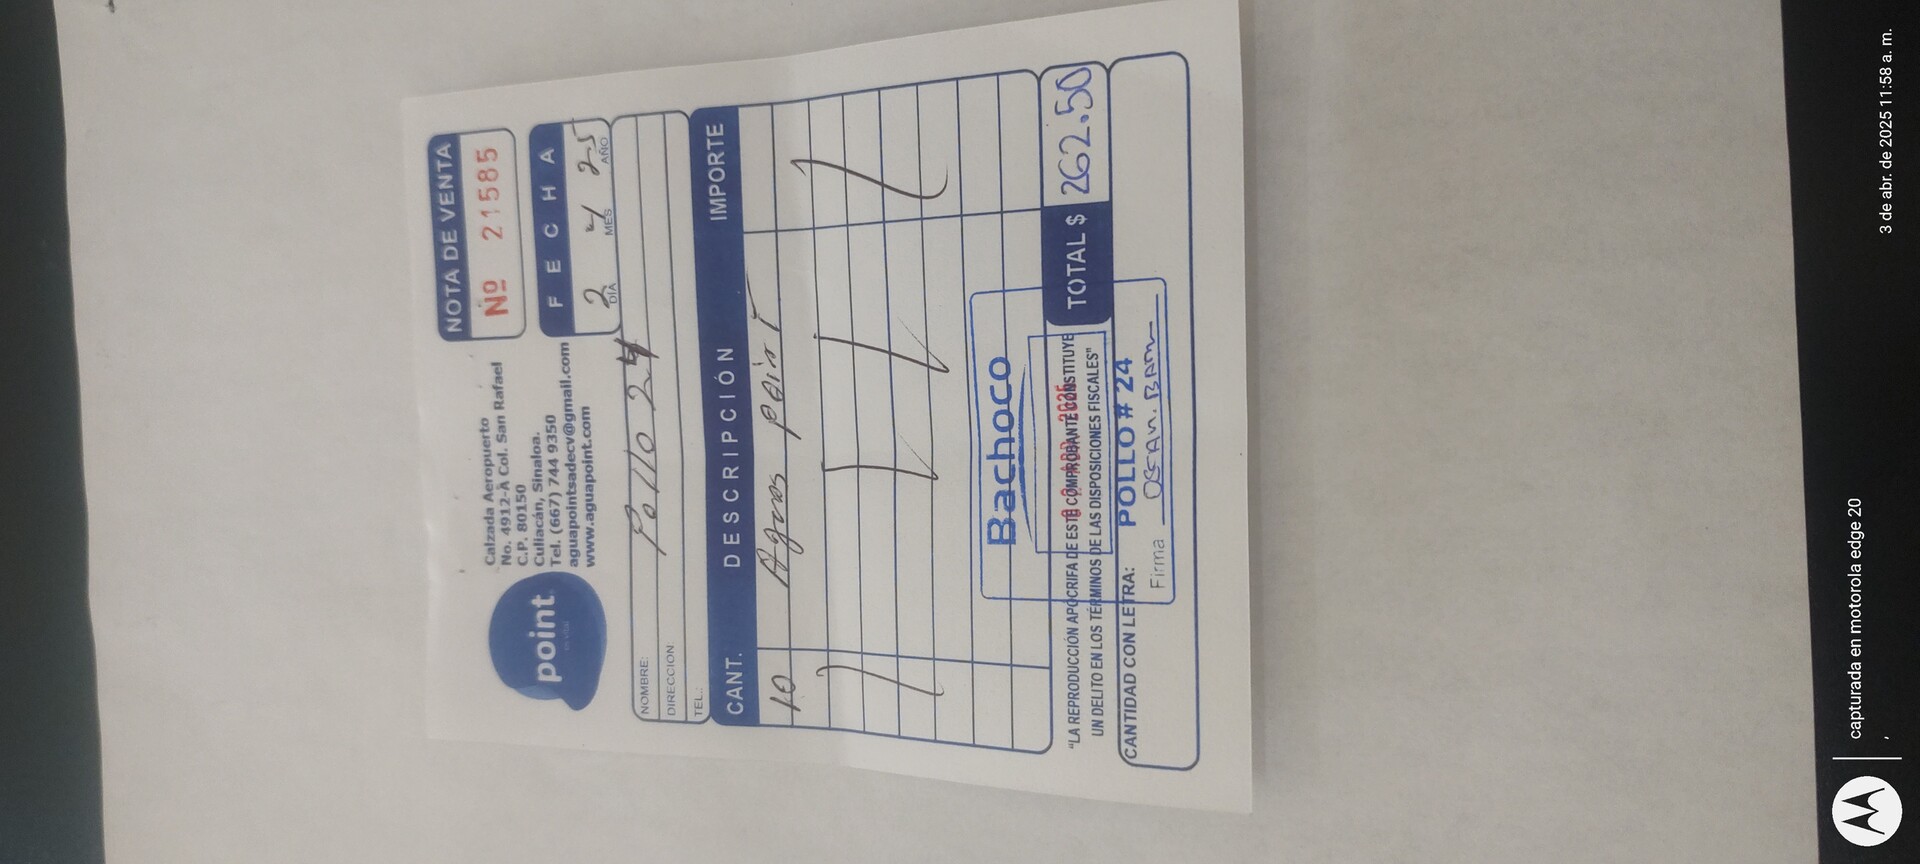 point
Calzada Aeropuerto
No. 4912-A Col. San Rafael
C.P. 80150
Culiacán, Sinaloa.
Tel. (667) 744 9350
aguapointsadecv@gmail.com
www.aguapoint.com
NOTA DE VENTA
Nº 21585
FECHA
2 4 25
DÍA MES AÑO
NOMBRE: Pollo 24
DIRECCION:
TEL.:
CANT. DESCRIPCIÓN IMPORTE
10 Aguas point
Bachoco
POLLO # 24
Firma
TOTAL $ 262.50
"LA REPRODUCCIÓN APÓCRIFA DE ESTE COMPROBANTE CONSTITUYE
UN DELITO EN LOS TÉRMINOS DE LAS DISPOSICIONES FISCALES"
CANTIDAD CON LETRA:
capturada en motorola edge 20
,
3 de abr. de 2025 11:58 a. m.